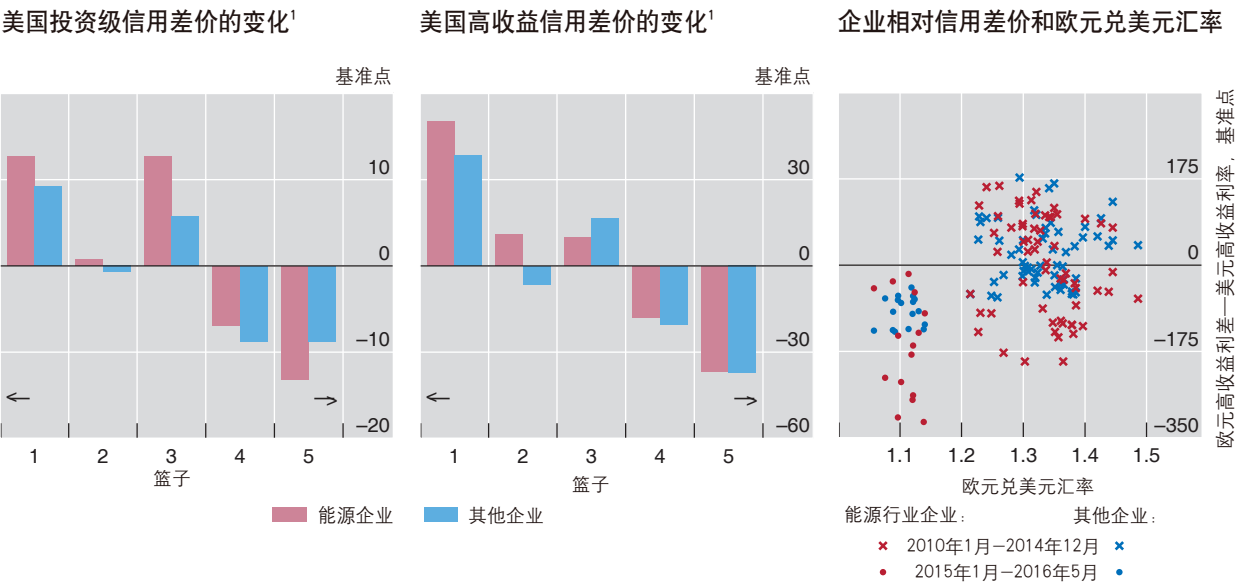 美国投资级信用差价的变化¹
基准点
10
0
–10
–20
1 2 3 4 5
篮子
美国高收益信用差价的变化¹
基准点
30
0
–30
–60
1 2 3 4 5
篮子
能源企业 其他企业
企业相对信用差价和欧元兑美元汇率
175
0
–175
–350
欧元高收益利差—美元高收益利率，基准点
1.1 1.2 1.3 1.4 1.5
欧元兑美元汇率
能源行业企业： 其他企业：
2010年1月–2014年12月
2015年1月–2016年5月